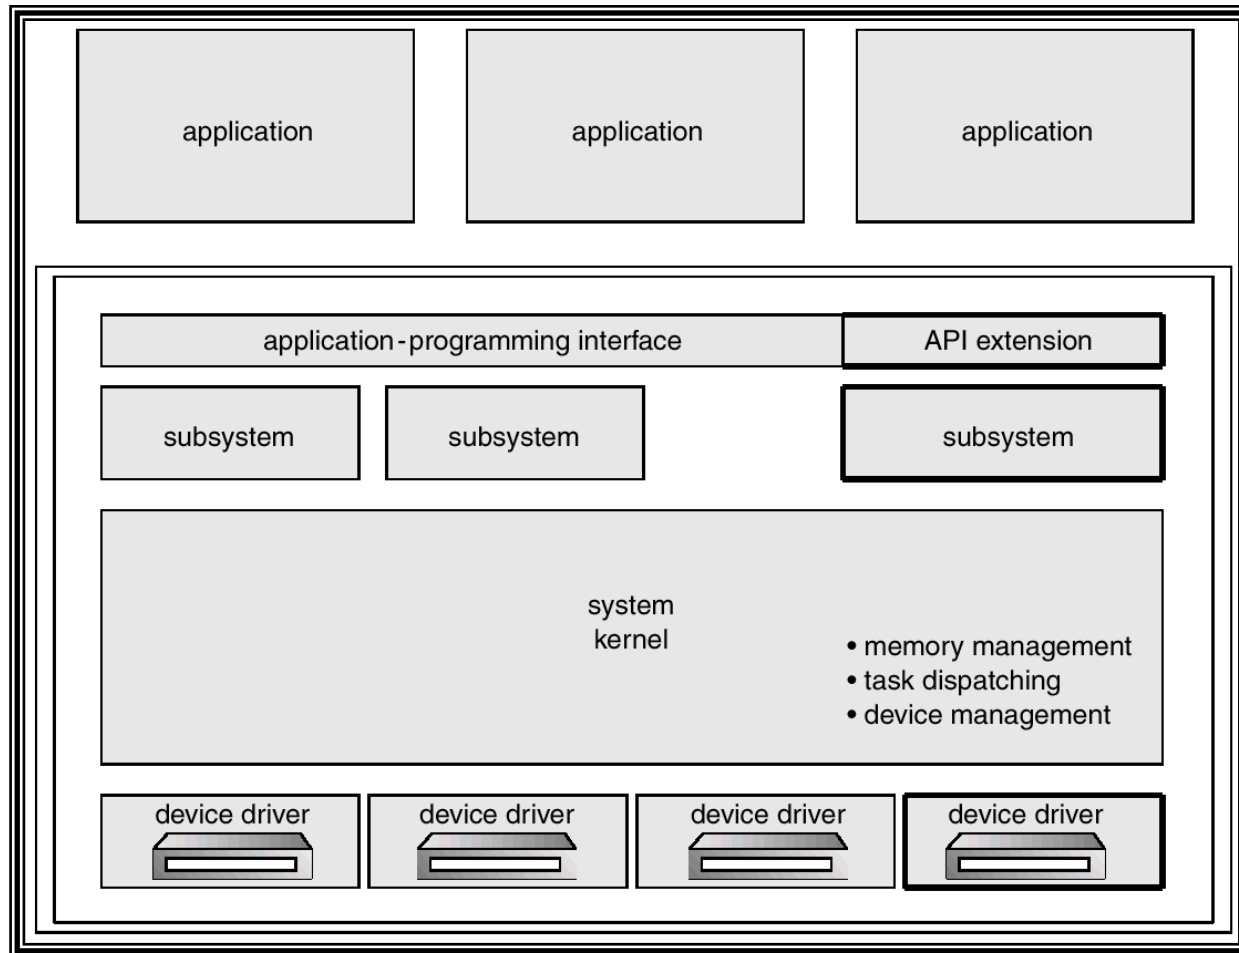 application
application
application
application-programming interface
API extension
subsystem
subsystem
subsystem
system
kernel
• memory management
• task dispatching
• device management
device driver
device driver
device driver
device driver